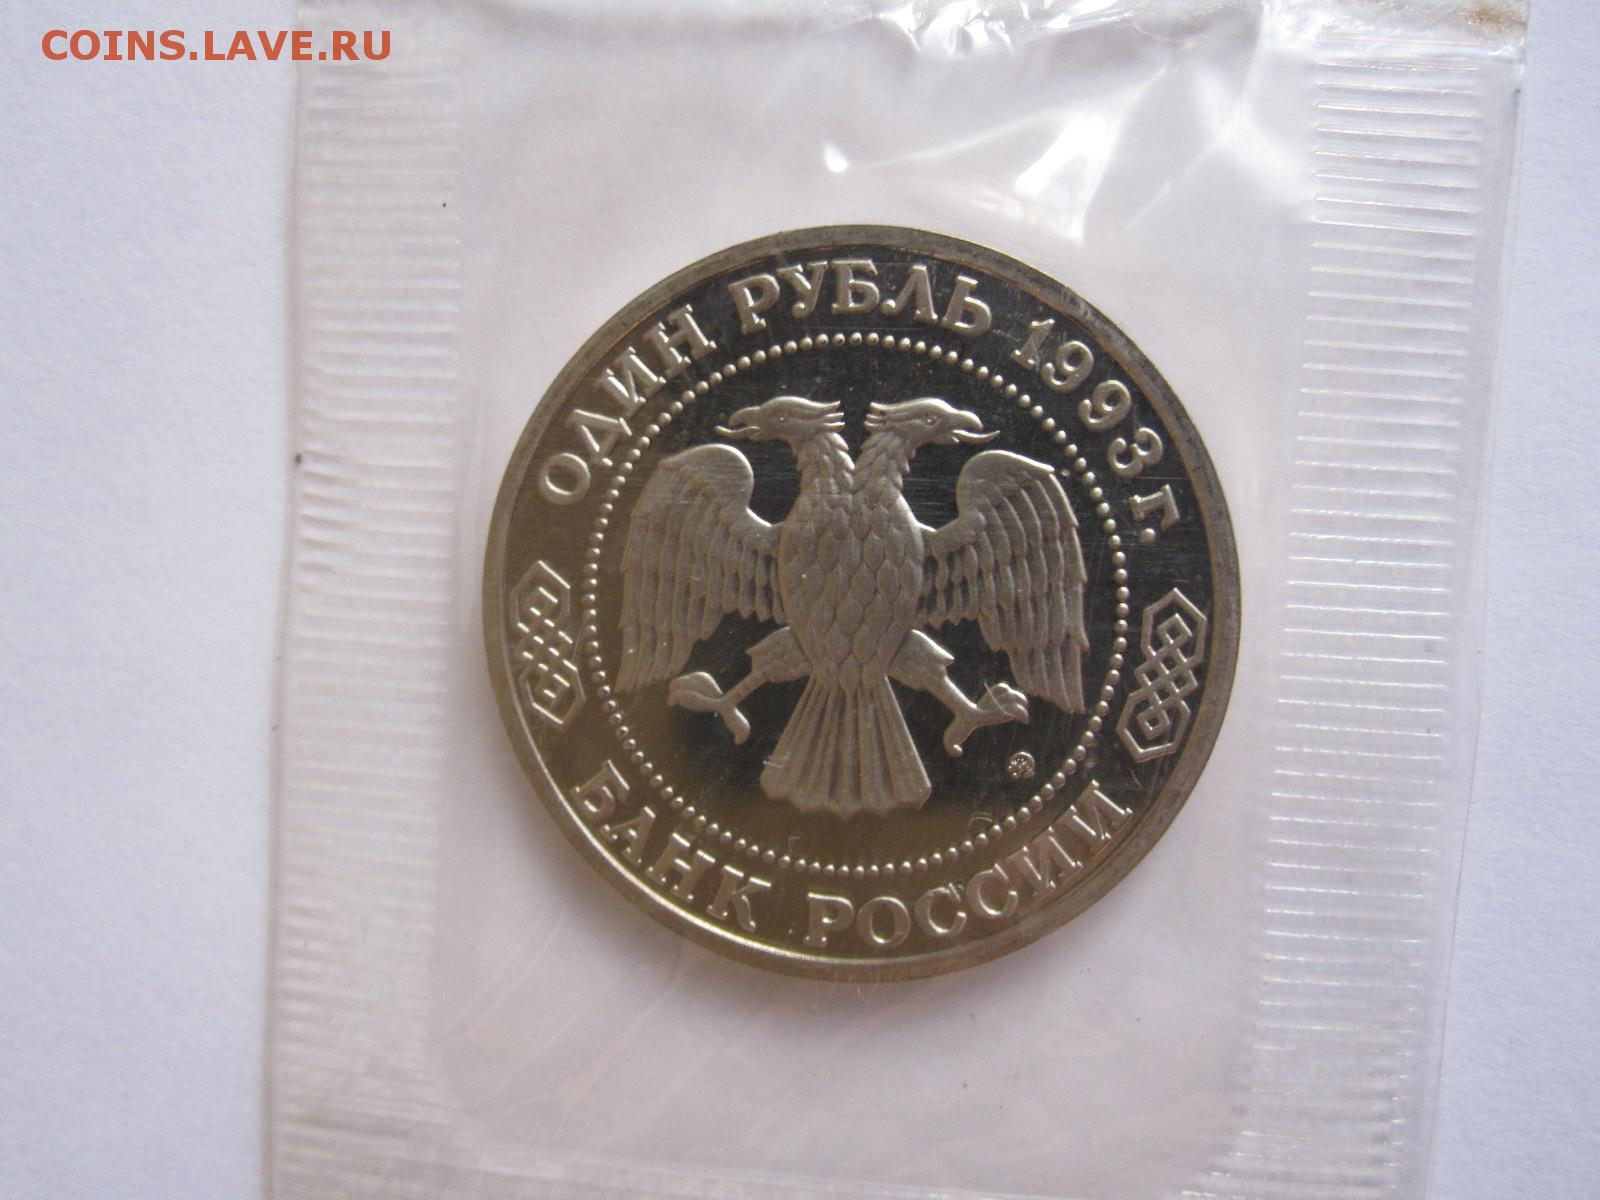 COINS.LAVE.RU
ОДИН РУБЛЬ 1993 г.
БАНК РОССИИ